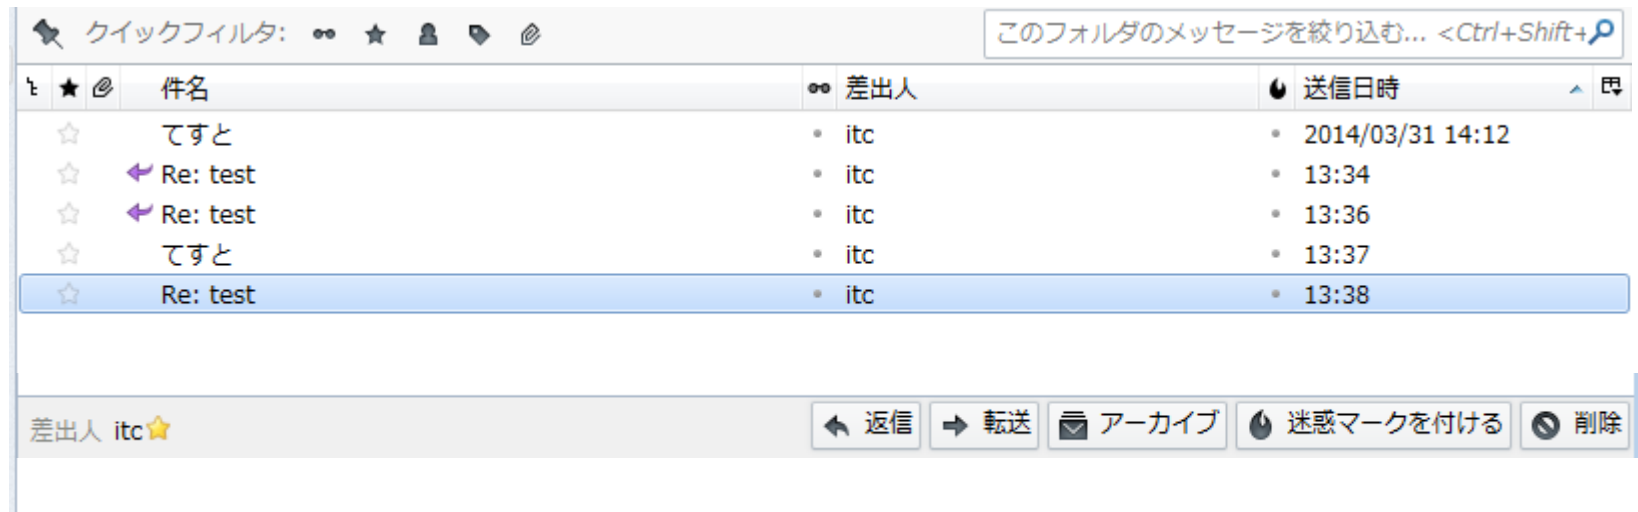 クイックフィルタ: このフォルダのメッセージを絞り込む... <Ctrl+Shift+
件名 差出人 送信日時
てすと itc 2014/03/31 14:12
Re: test itc 13:34
Re: test itc 13:36
てすと itc 13:37
Re: test itc 13:38
差出人 itc 返信 転送 アーカイブ 迷惑マークを付ける 削除